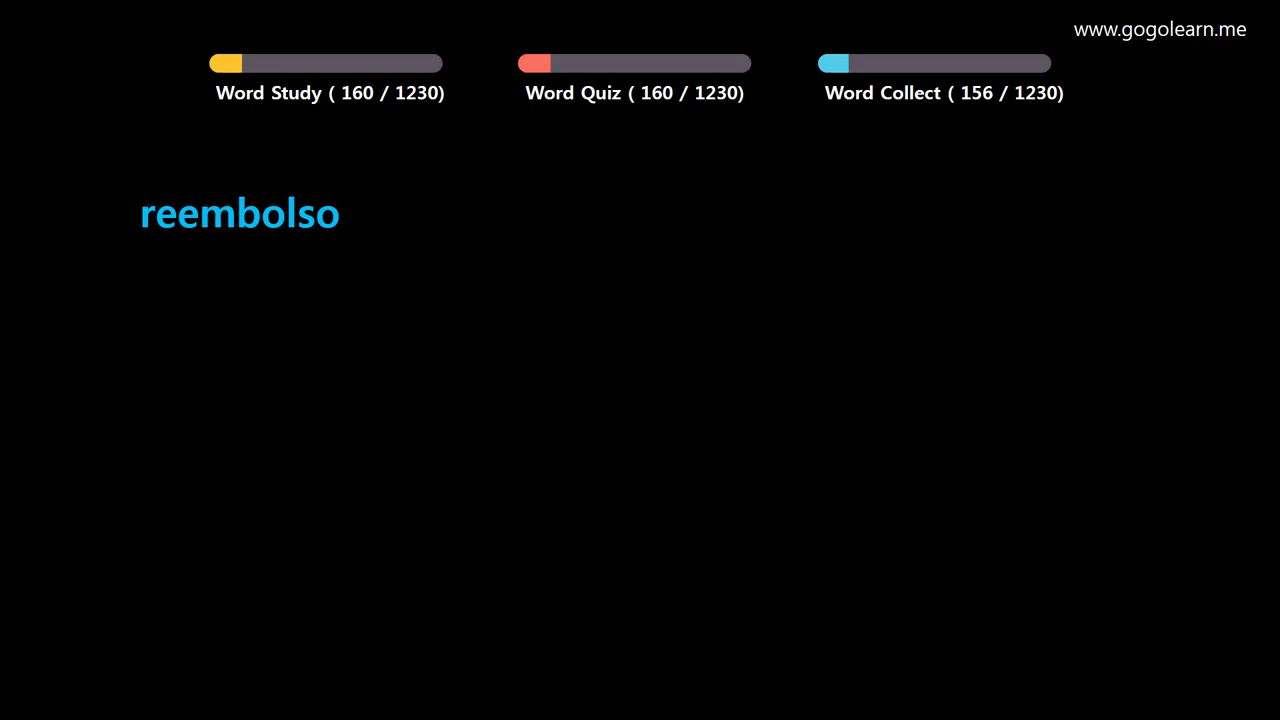 www.gogolearn.me
Word Study ( 160 / 1230)
Word Quiz ( 160 / 1230)
Word Collect ( 156 / 1230)
reembolso